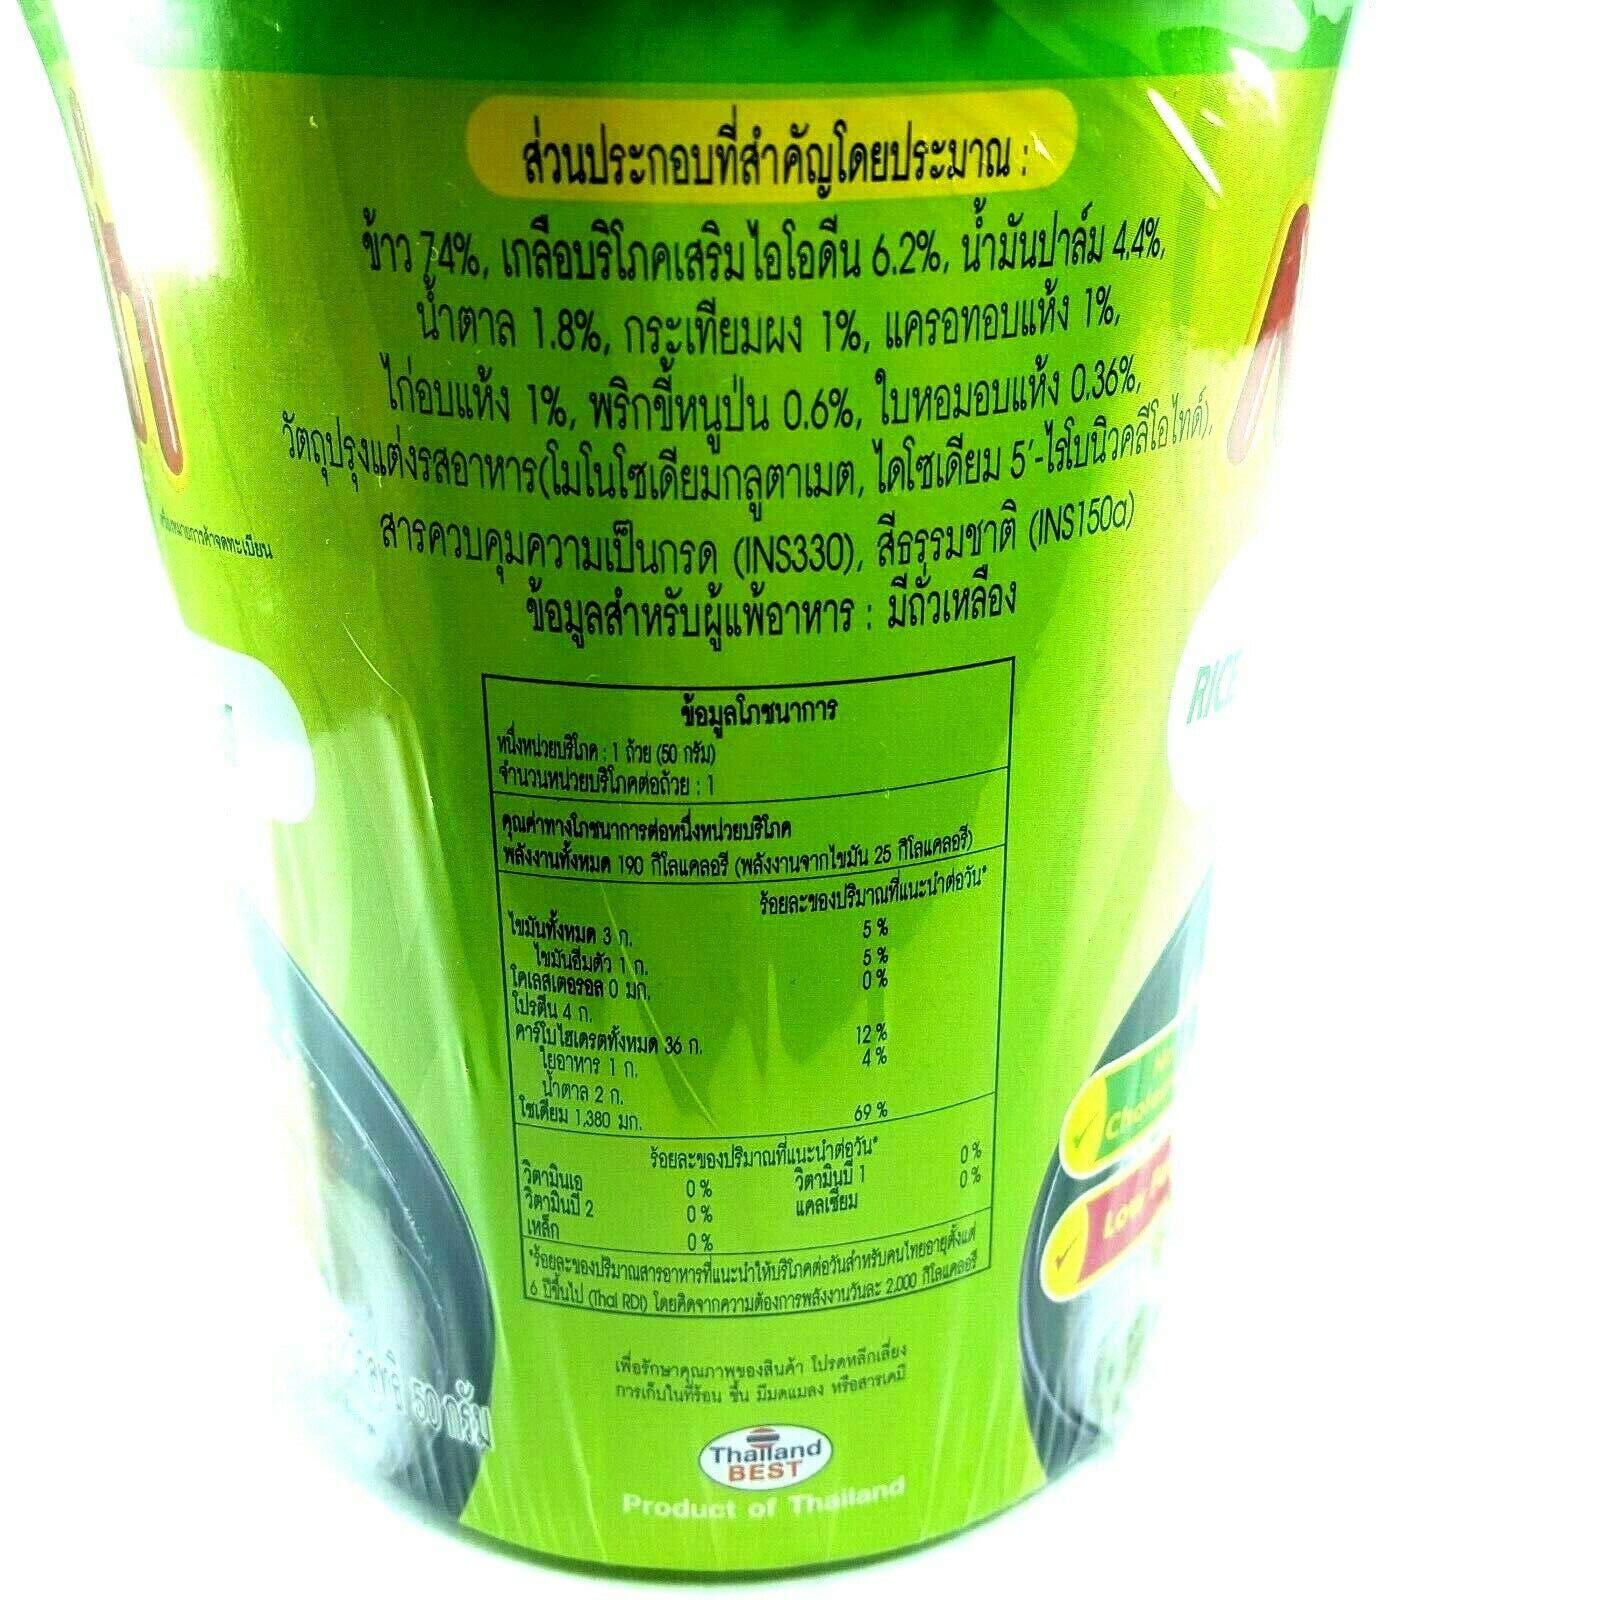 ส่วนประกอบที่สำคัญโดยประมาณ :
ข้าว 74%, เกลือบริโภคเสริมไอโอดีน 6.2%, น้ำมันปาล์ม 4.4%,
น้ำตาล 1.8%, กระเทียมผง 1%, แครอทอบแห้ง 1%,
ไก่อบแห้ง 1%, พริกขี้หนูป่น 0.6%, ใบหอมอบแห้ง 0.36%,
วัตถุปรุงแต่งรสอาหาร(โมโนโซเดียมกลูตาเมต, ไดโซเดียม 5′-ไรโบนิวคลีโอไทด์),
สารควบคุมความเป็นกรด (INS330), สีธรรมชาติ (INS150a)
ข้อมูลสำหรับผู้แพ้อาหาร : มีถั่วเหลือง
เครื่องหมายการค้าจดทะเบียน
RICE
ข้อมูลโภชนาการ
หนึ่งหน่วยบริโภค : 1 ถ้วย (50 กรัม)
จำนวนหน่วยบริโภคต่อถ้วย : 1
คุณค่าทางโภชนาการต่อหนึ่งหน่วยบริโภค
พลังงานทั้งหมด 190 กิโลแคลอรี (พลังงานจากไขมัน 25 กิโลแคลอรี)
ร้อยละของปริมาณที่แนะนำต่อวัน*
ไขมันทั้งหมด 3 ก. 5 %
ไขมันอิ่มตัว 1 ก. 5 %
โคเลสเตอรอล 0 มก. 0 %
โปรตีน 4 ก.
คาร์โบไฮเดรตทั้งหมด 36 ก. 12 %
ใยอาหาร 1 ก. 4 %
น้ำตาล 2 ก.
โซเดียม 1,380 มก. 69 %
ร้อยละของปริมาณที่แนะนำต่อวัน*
วิตามินเอ 0 % วิตามินบี 1 0 %
วิตามินบี 2 0 % แคลเซียม 0 %
เหล็ก 0 %
*ร้อยละของปริมาณสารอาหารที่แนะนำให้บริโภคต่อวันสำหรับคนไทยอายุตั้งแต่
6 ปีขึ้นไป (Thai RDI) โดยคิดจากความต้องการพลังงานวันละ 2,000 กิโลแคลอรี
Low
50 กรัม
เพื่อรักษาคุณภาพของสินค้า โปรดหลีกเลี่ยง
การเก็บในที่ร้อน ชื้น มีมดแมลง หรือสารเคมี
Thailand
BEST
Product of Thailand